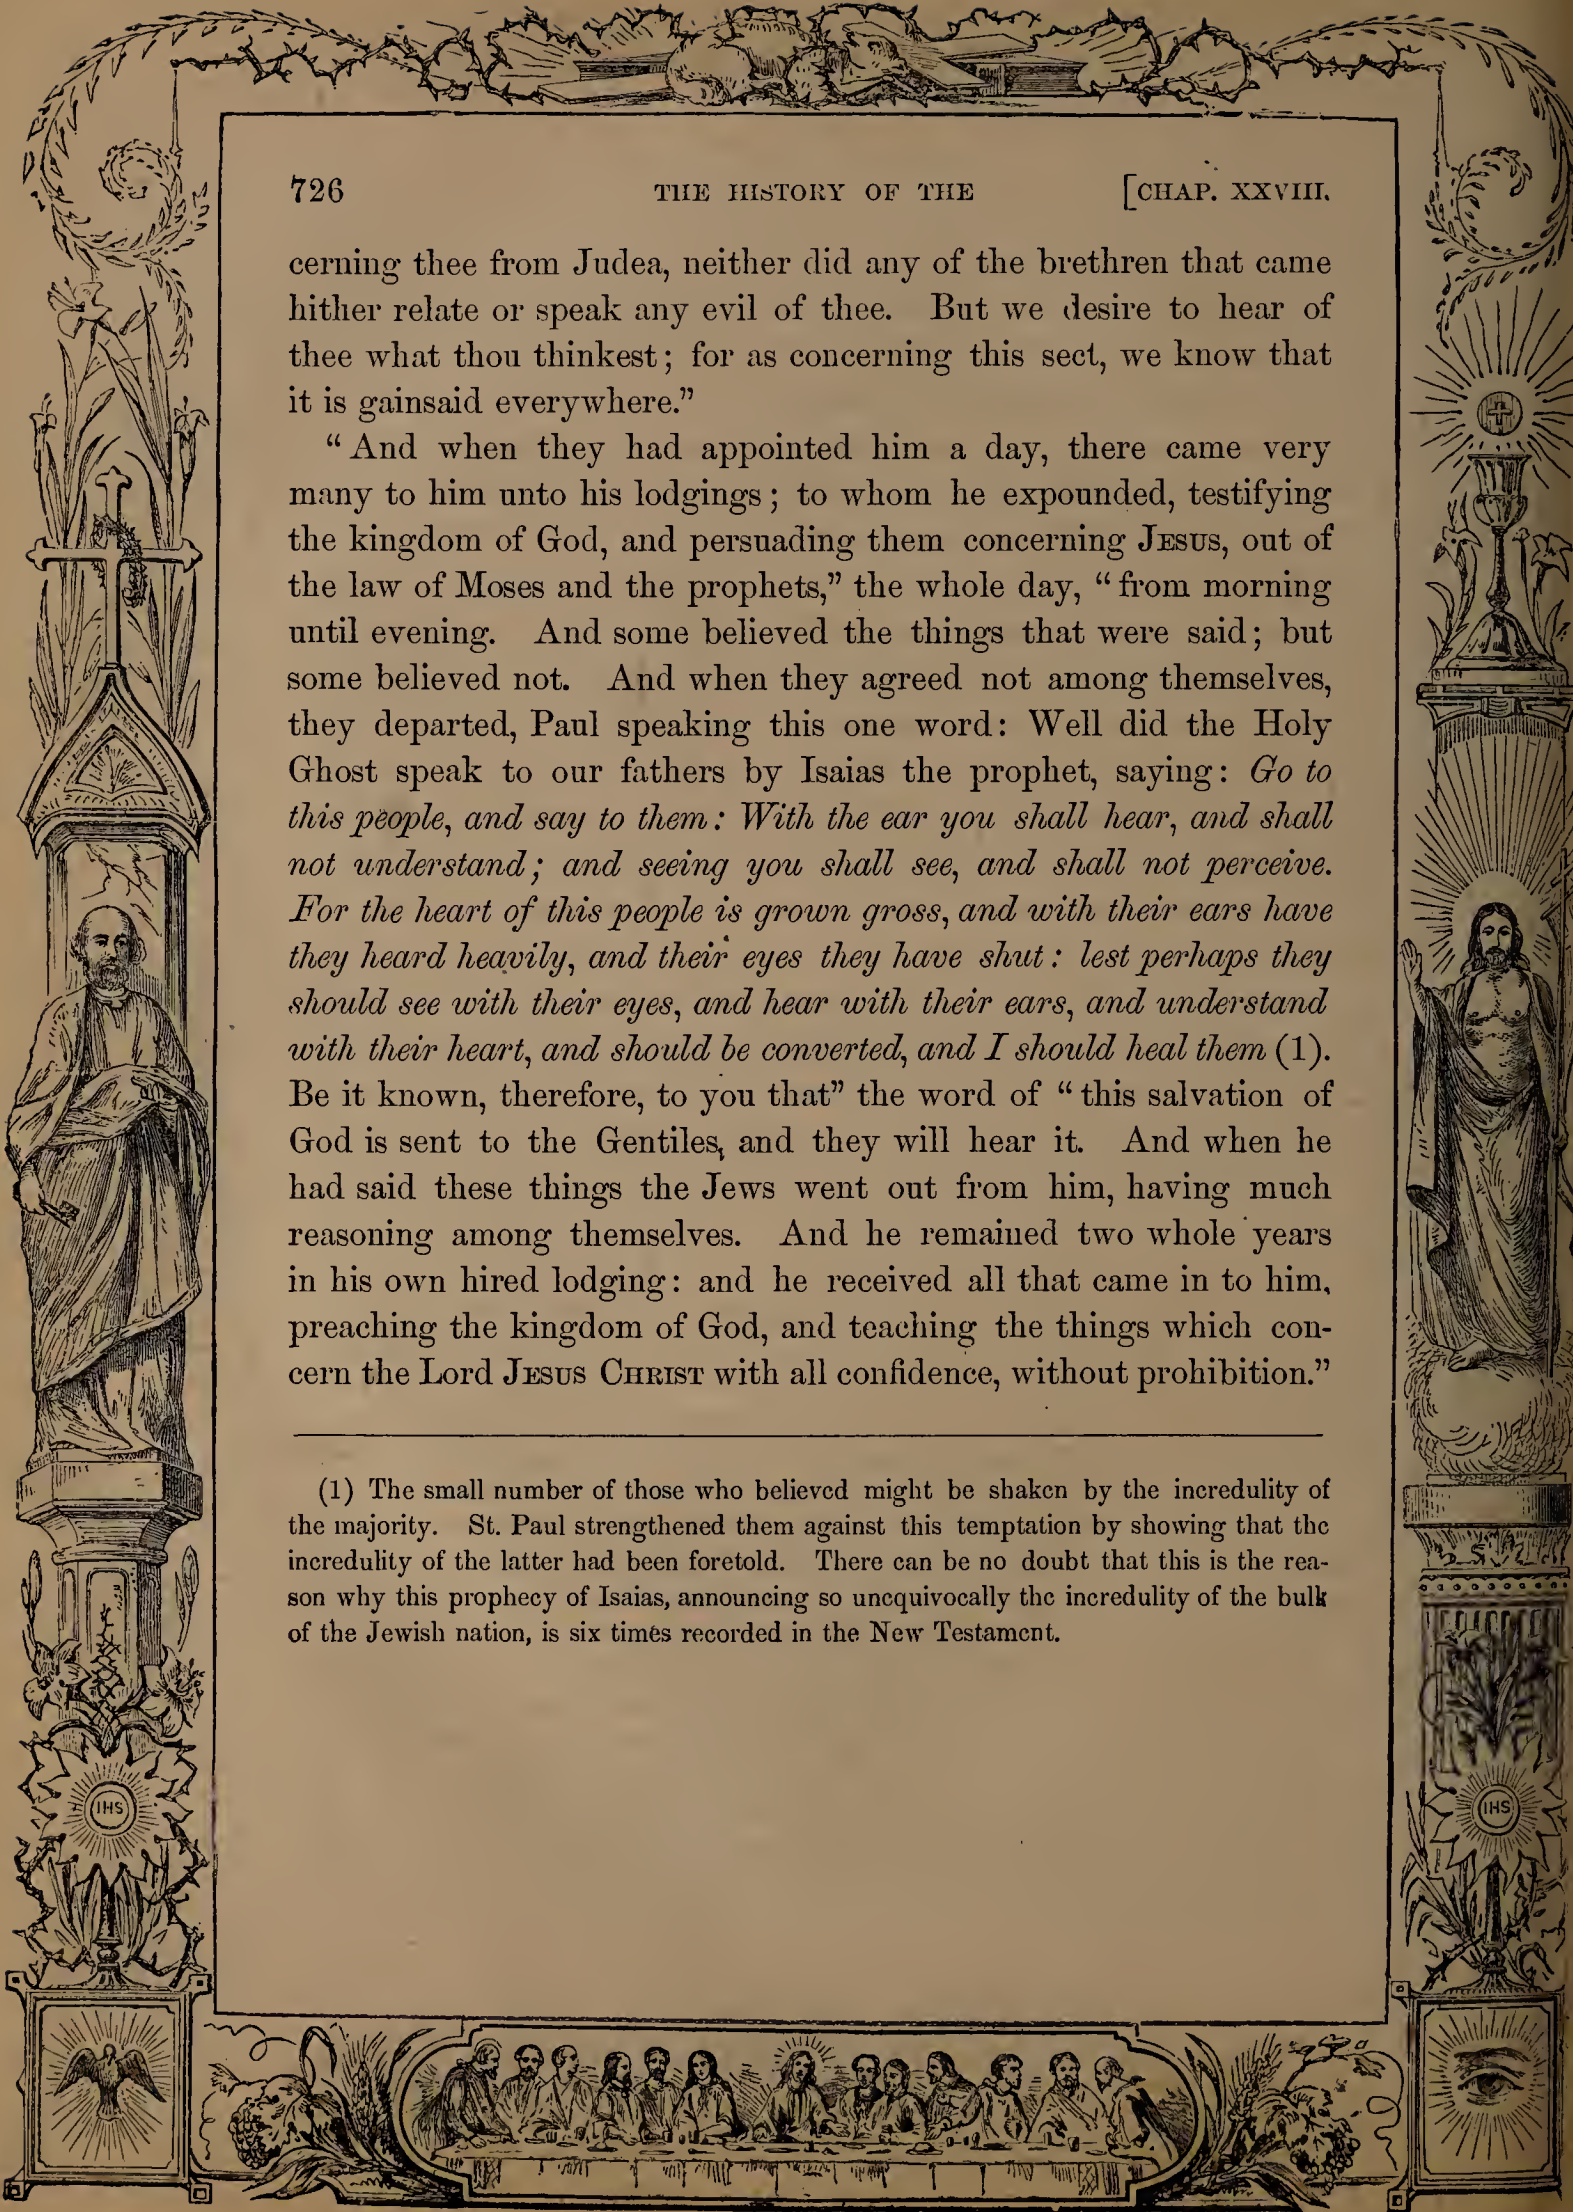 726 THE HISTORY OF THE [CHAP. XXVIII.
cerning thee from Judea, neither did any of the brethren that came
hither relate or speak any evil of thee. But we desire to hear of
thee what thou thinkest; for as concerning this sect, we know that
it is gainsaid everywhere.”
“ And when they had appointed him a day, there came very
many to him unto his lodgings; to whom he expounded, testifying
the kingdom of God, and persuading them concerning JESUS, out of
the law of Moses and the prophets,” the whole day, “ from morning
until evening. And some believed the things that were said; but
some believed not. And when they agreed not among themselves,
they departed, Paul speaking this one word: Well did the Holy
Ghost speak to our fathers by Isaias the prophet, saying: Go to
this people, and say to them: With the ear you shall hear, and shall
not understand; and seeing you shall see, and shall not perceive.
For the heart of this people is grown gross, and with their ears have
they heard heavily, and their eyes they have shut: lest perhaps they
should see with their eyes, and hear with their ears, and understand
with their heart, and should be converted, and I should heal them (1).
Be it known, therefore, to you that” the word of “ this salvation of
God is sent to the Gentiles, and they will hear it. And when he
had said these things the Jews went out from him, having much
reasoning among themselves. And he remained two whole years
in his own hired lodging: and he received all that came in to him,
preaching the kingdom of God, and teaching the things which con-
cern the Lord JESUS CHRIST with all confidence, without prohibition.”
(1) The small number of those who believed might be shaken by the incredulity of
the majority. St. Paul strengthened them against this temptation by showing that the
incredulity of the latter had been foretold. There can be no doubt that this is the rea-
son why this prophecy of Isaias, announcing so unequivocally the incredulity of the bulk
of the Jewish nation, is six times recorded in the New Testament.
IHS
IHS